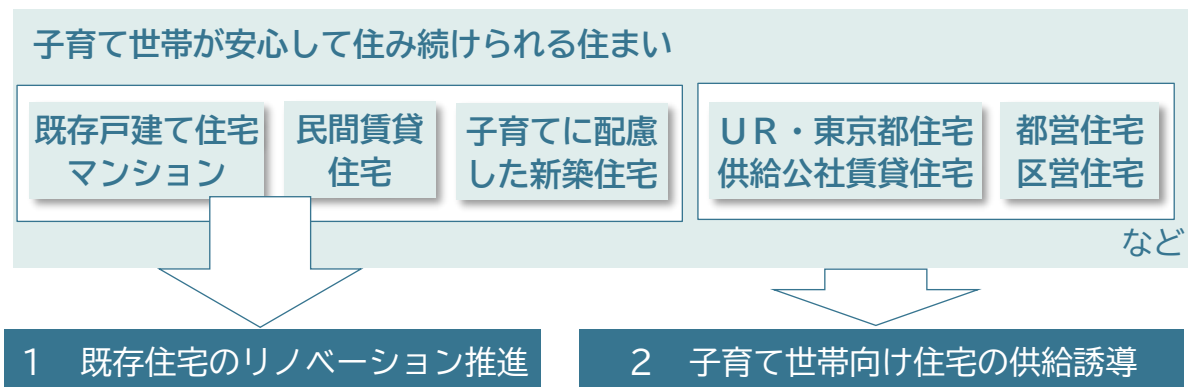 子育て世帯が安心して住み続けられる住まい
既存戸建て住宅
マンション
民間賃貸
住宅
子育てに配慮
した新築住宅
ＵＲ・東京都住宅
供給公社賃貸住宅
都営住宅
区営住宅
など
１　既存住宅のリノベーション推進
２　子育て世帯向け住宅の供給誘導